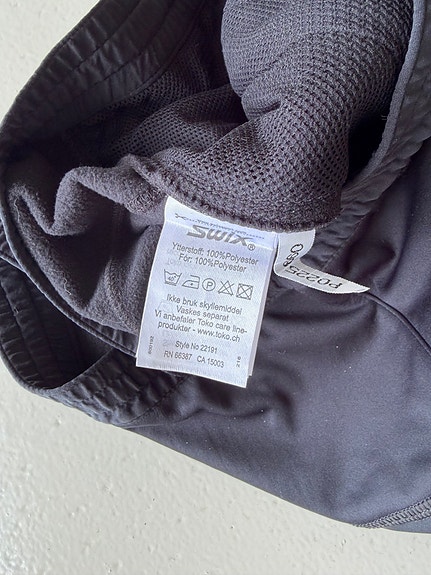 Swix®
Ytterstoff: 100%Polyester
Fôr: 100%Polyester
Ikke bruk skyllemiddel
Vaskes separat
Vi anbefaler Toko care line-
produkter - www.toko.ch
Style No 22191
RN 66387 CA 15003